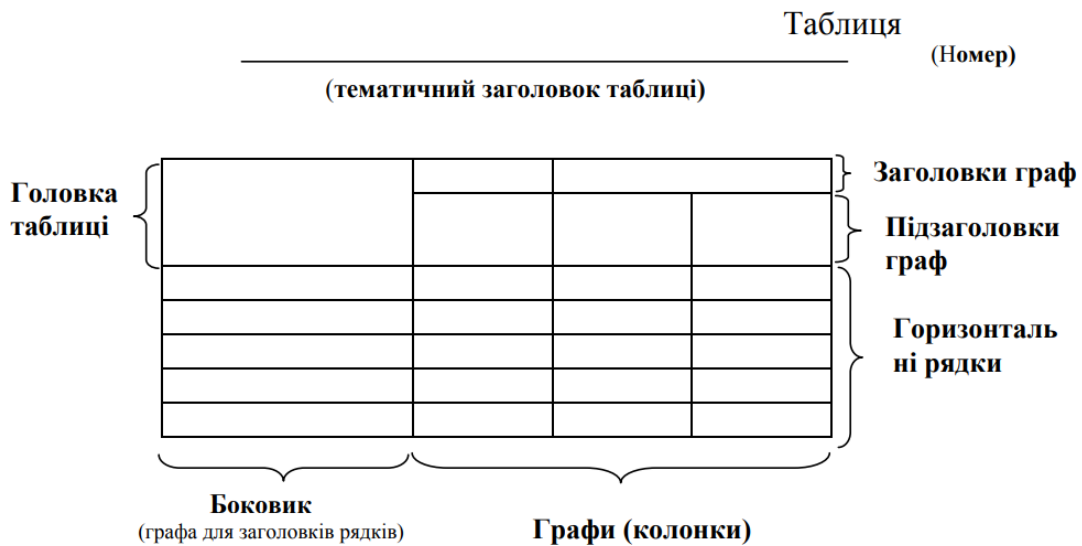 Таблиця
(Номер)
(тематичний заголовок таблиці)
Головка
таблиці
Заголовки граф
Підзаголовки
граф
Горизонталь
ні рядки
Боковик
(графа для заголовків рядків)
Графи (колонки)